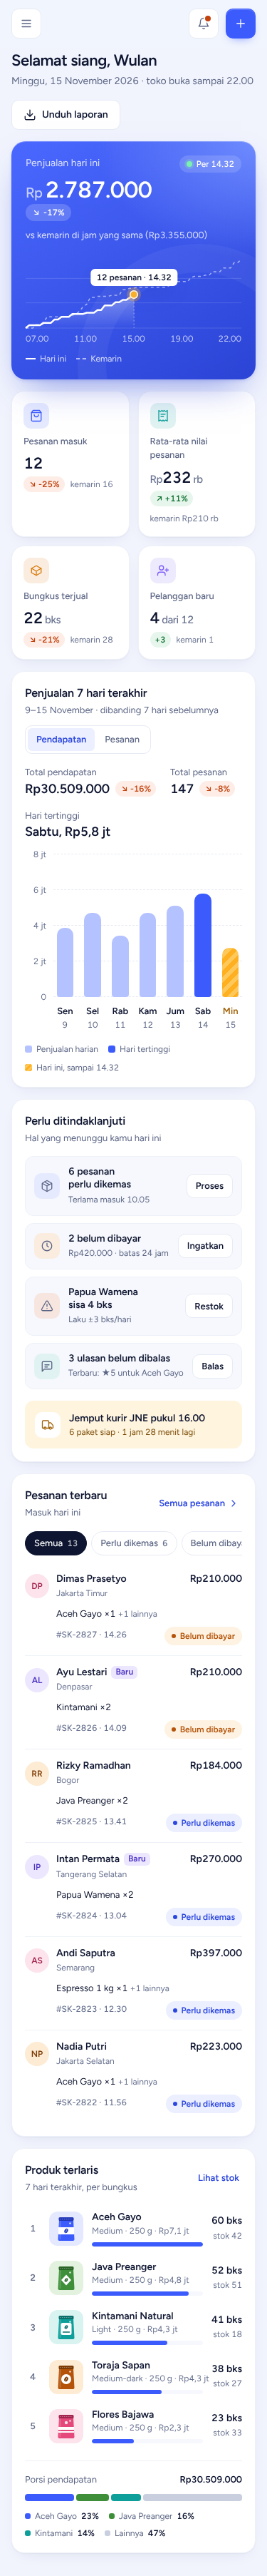 Selamat siang, Wulan
Minggu, 15 November 2026 · toko buka sampai 22.00
Unduh laporan
Penjualan hari ini
Per 14.32
Rp 2.787.000
-17%
vs kemarin di jam yang sama (Rp3.355.000)
12 pesanan · 14.32
07.00 11.00 15.00 19.00 22.00
Hari ini Kemarin
Pesanan masuk
12
-25% kemarin 16
Rata-rata nilai
pesanan
Rp232 rb
+11%
kemarin Rp210 rb
Bungkus terjual
22 bks
-21% kemarin 28
Pelanggan baru
4 dari 12
+3 kemarin 1
Penjualan 7 hari terakhir
9–15 November · dibanding 7 hari sebelumnya
Pendapatan Pesanan
Total pendapatan
Rp30.509.000 -16%
Total pesanan
147 -8%
Hari tertinggi
Sabtu, Rp5,8 jt
8 jt
6 jt
4 jt
2 jt
0
Sen Sel Rab Kam Jum Sab Min
9 10 11 12 13 14 15
Penjualan harian Hari tertinggi
Hari ini, sampai 14.32
Perlu ditindaklanjuti
Hal yang menunggu kamu hari ini
6 pesanan
perlu dikemas
Terlama masuk 10.05
Proses
2 belum dibayar
Rp420.000 · batas 24 jam
Ingatkan
Papua Wamena
sisa 4 bks
Laku ±3 bks/hari
Restok
3 ulasan belum dibalas
Terbaru: ★5 untuk Aceh Gayo
Balas
Jemput kurir JNE pukul 16.00
6 paket siap · 1 jam 28 menit lagi
Pesanan terbaru
Masuk hari ini
Semua pesanan
Semua 13 Perlu dikemas 6 Belum dibaya
DP
Dimas Prasetyo Rp210.000
Jakarta Timur
Aceh Gayo ×1 +1 lainnya
#SK-2827 · 14.26 Belum dibayar
AL
Ayu Lestari Baru Rp210.000
Denpasar
Kintamani ×2
#SK-2826 · 14.09 Belum dibayar
RR
Rizky Ramadhan Rp184.000
Bogor
Java Preanger ×2
#SK-2825 · 13.41 Perlu dikemas
IP
Intan Permata Baru Rp270.000
Tangerang Selatan
Papua Wamena ×2
#SK-2824 · 13.04 Perlu dikemas
AS
Andi Saputra Rp397.000
Semarang
Espresso 1 kg ×1 +1 lainnya
#SK-2823 · 12.30 Perlu dikemas
NP
Nadia Putri Rp223.000
Jakarta Selatan
Aceh Gayo ×1 +1 lainnya
#SK-2822 · 11.56 Perlu dikemas
Produk terlaris
7 hari terakhir, per bungkus
Lihat stok
1
Aceh Gayo 60 bks
Medium · 250 g · Rp7,1 jt stok 42
2
Java Preanger 52 bks
Medium · 250 g · Rp4,8 jt stok 51
3
Kintamani Natural 41 bks
Light · 250 g · Rp4,3 jt stok 18
4
Toraja Sapan 38 bks
Medium-dark · 250 g · Rp4,3 jt stok 27
5
Flores Bajawa 23 bks
Medium · 250 g · Rp2,3 jt stok 33
Porsi pendapatan Rp30.509.000
Aceh Gayo 23% Java Preanger 16%
Kintamani 14% Lainnya 47%